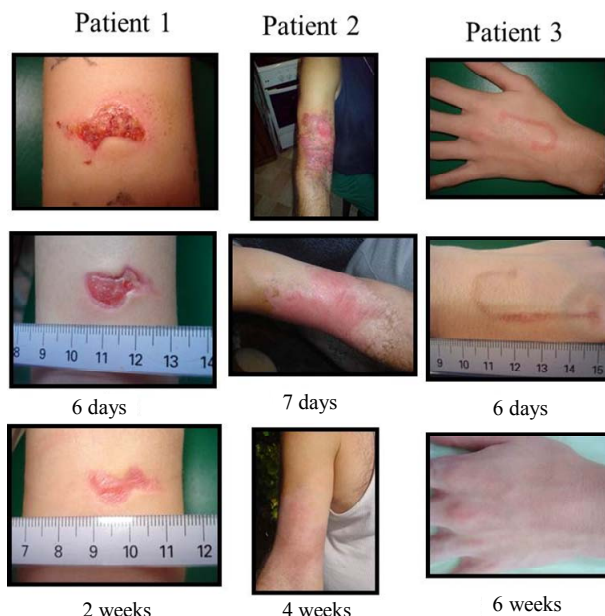 Patient 1
Patient 2
Patient 3
8 9 10 11 12 13 14
9 10 11 12 13 14 15
6 days
7 days
6 days
7 8 9 10 11 12
2 weeks
4 weeks
6 weeks